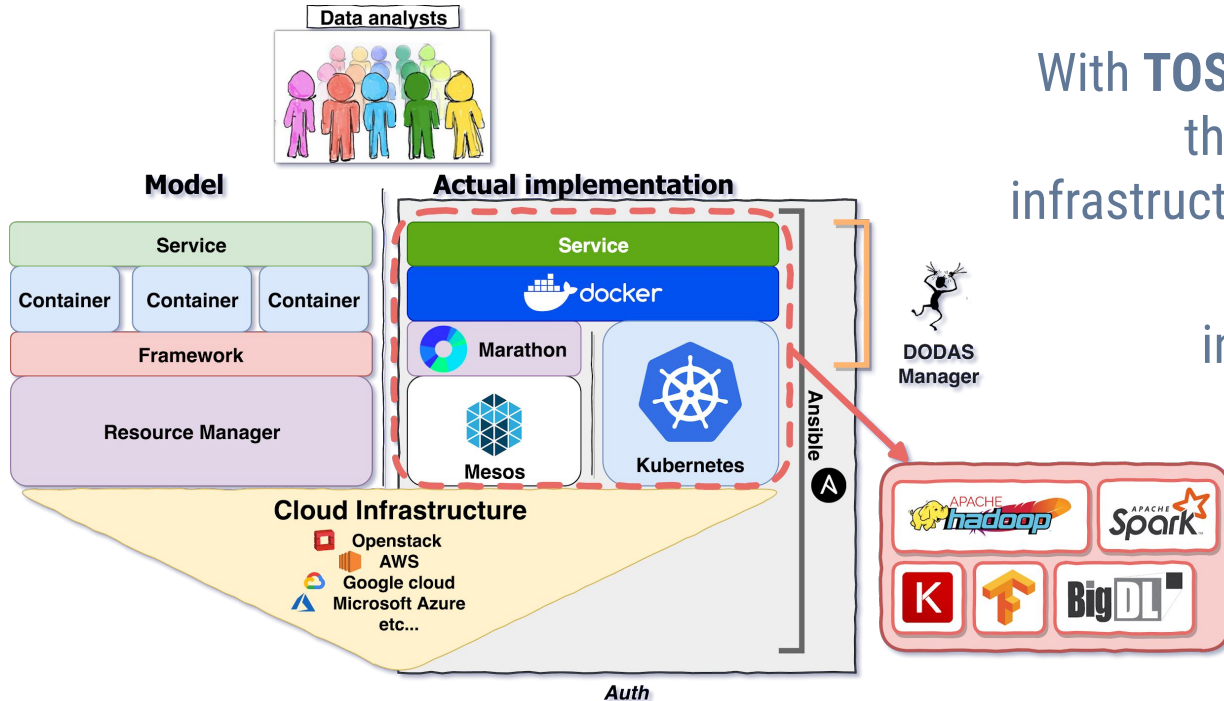 Data analysts
With TOS
th
infrastruct
in
Model
Actual implementation
Service
Container
Container
Container
Framework
Resource Manager
Service
docker
Marathon
Mesos
Kubernetes
Ansible
DODAS
Manager
Cloud Infrastructure
Openstack
AWS
Google cloud
Microsoft Azure
etc...
APACHE
hadoop
APACHE
Spark
K
BigDL
Auth